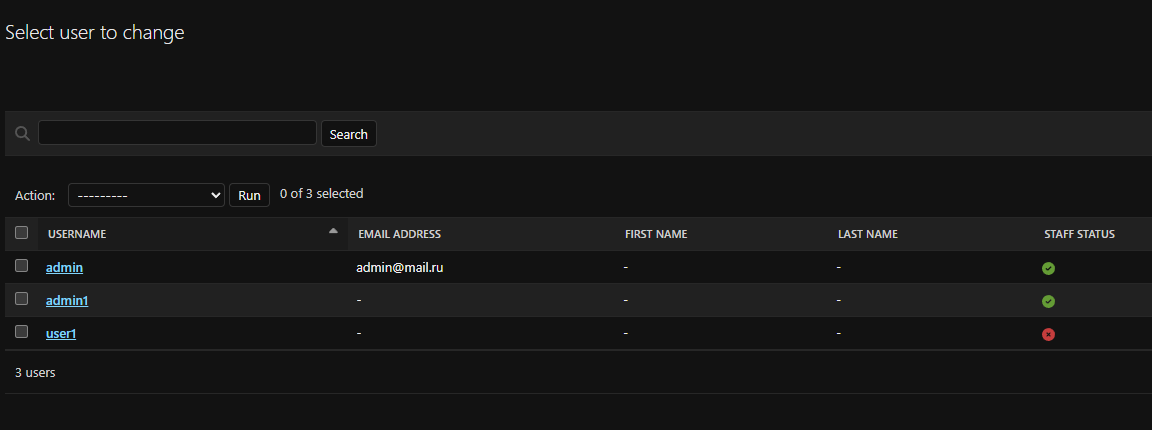 Select user to change
Search
Action: --------- Run 0 of 3 selected
USERNAME EMAIL ADDRESS FIRST NAME LAST NAME STAFF STATUS
admin admin@mail.ru - -
admin1 - - -
user1 - - -
3 users